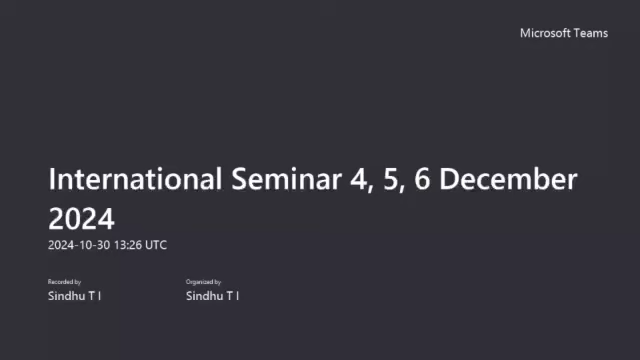 Microsoft Teams
International Seminar 4, 5, 6 December
2024
2024-10-30 13:26 UTC
Recorded by Organized by
Sindhu T I Sindhu T I